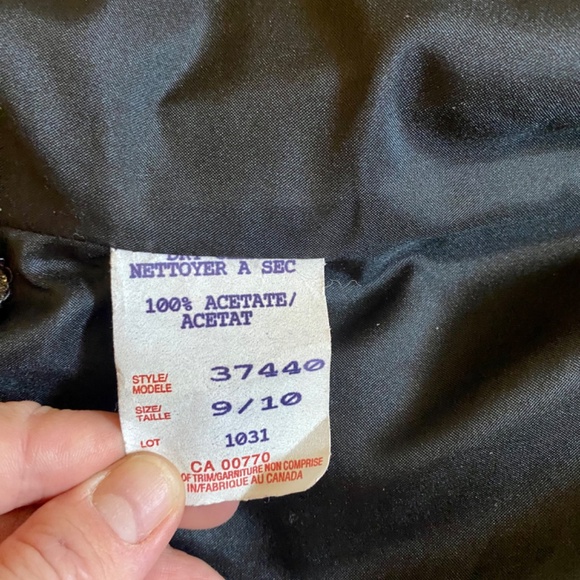 NETTOYER A SEC
100% ACETATE/
ACETAT
STYLE/
MODELE 37440
SIZE/
TAILLE 9/10
LOT 1031
CA 00770
OF TRIM/GARNITURE NON COMPRISE
IN/FABRIQUE AU CANADA